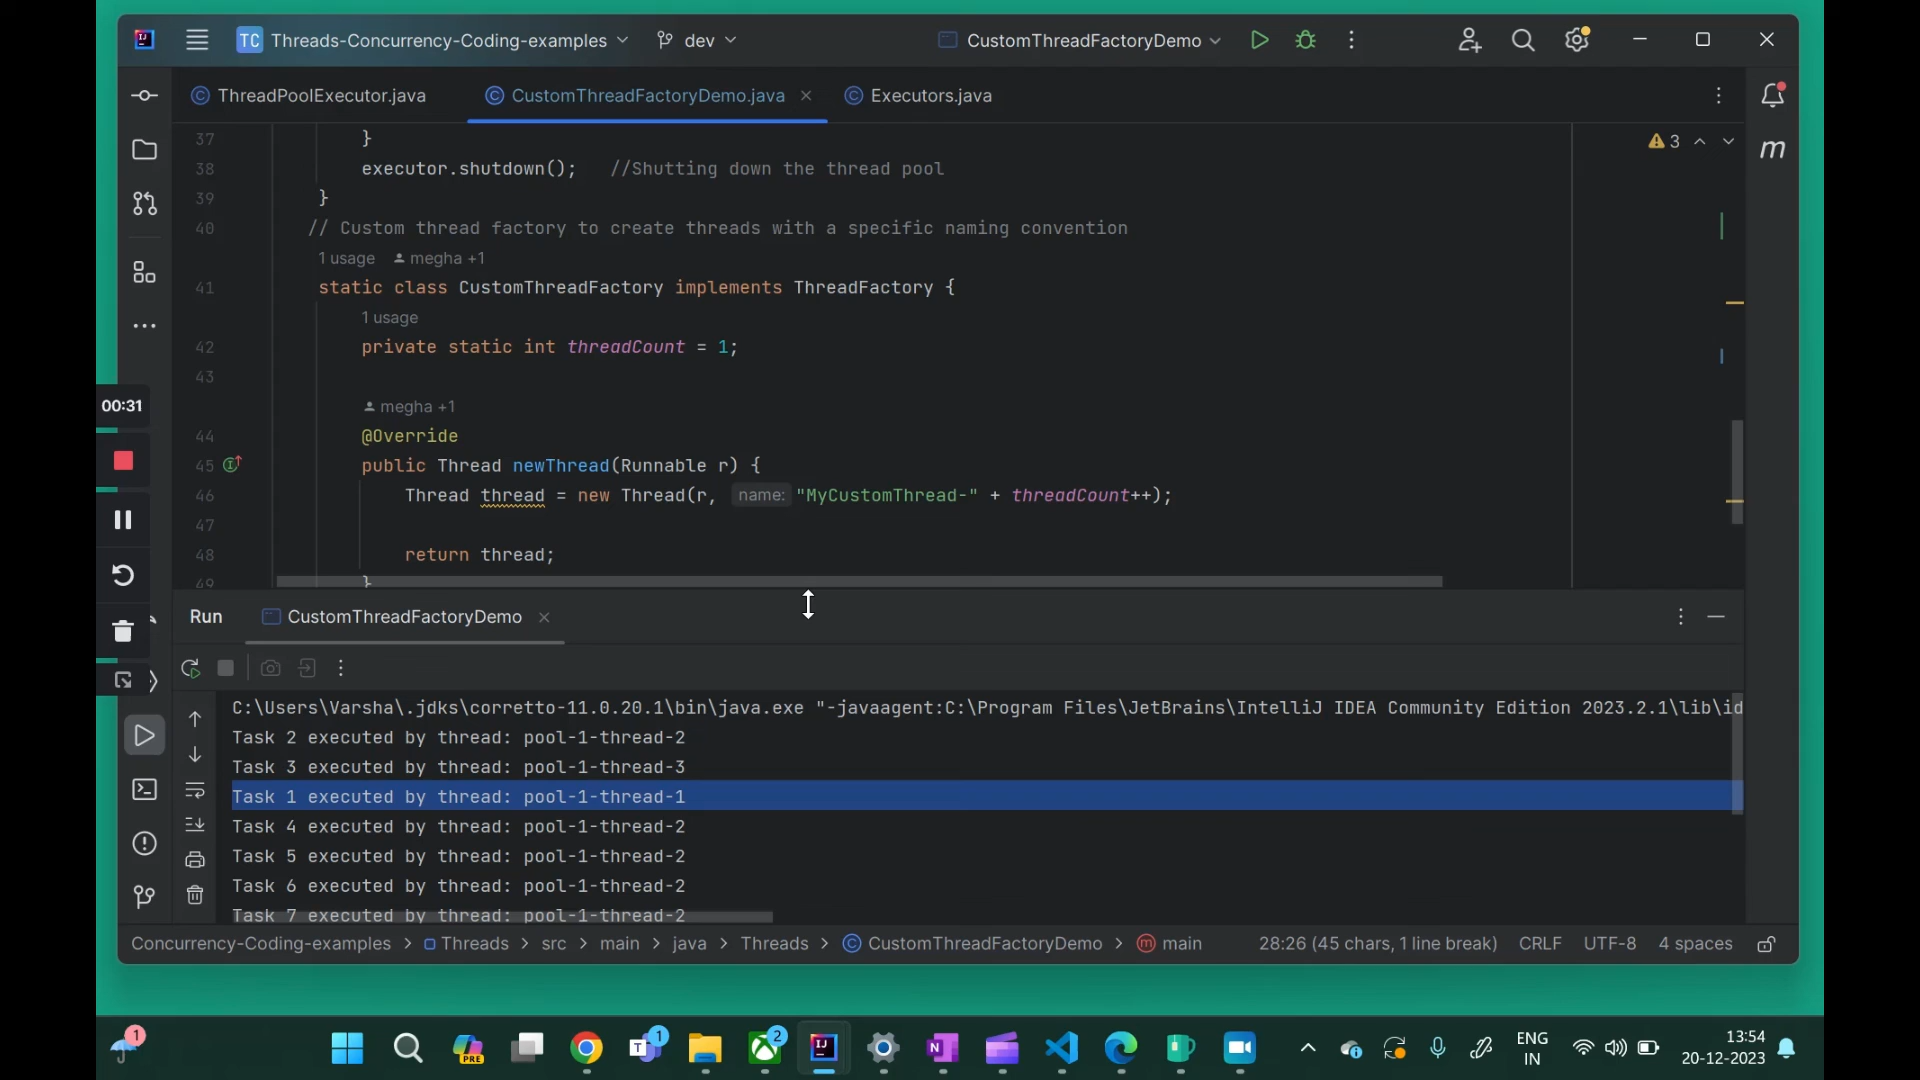 TC Threads-Concurrency-Coding-examples dev CustomThreadFactoryDemo
ThreadPoolExecutor.java CustomThreadFactoryDemo.java Executors.java
37 }
3
38 executor.shutdown(); //Shutting down the thread pool
39 }
40 // Custom thread factory to create threads with a specific naming convention
1 usage megha +1
41 static class CustomThreadFactory implements ThreadFactory {
1 usage
42 private static int threadCount = 1;
43
megha +1
00:31
44 @Override
45 public Thread newThread(Runnable r) {
46 Thread thread = new Thread(r, name: "MyCustomThread-" + threadCount++);
47
48 return thread;
49 }
Run CustomThreadFactoryDemo
C:\Users\Varsha\.jdks\corretto-11.0.20.1\bin\java.exe "-javaagent:C:\Program Files\JetBrains\IntelliJ IDEA Community Edition 2023.2.1\lib\id
Task 2 executed by thread: pool-1-thread-2
Task 3 executed by thread: pool-1-thread-3
Task 1 executed by thread: pool-1-thread-1
Task 4 executed by thread: pool-1-thread-2
Task 5 executed by thread: pool-1-thread-2
Task 6 executed by thread: pool-1-thread-2
Task 7 executed by thread: pool-1-thread-2
Concurrency-Coding-examples > Threads > src > main > java > Threads > CustomThreadFactoryDemo > main 28:26 (45 chars, 1 line break) CRLF UTF-8 4 spaces
1 PRE 1 2 ENG IN 13:54
20-12-2023